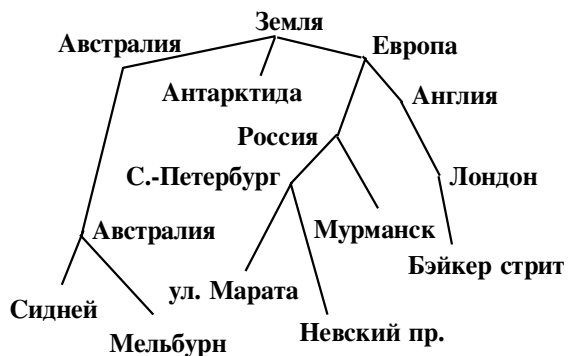 Земля
Австралия
Европа
Антарктида
Англия
Россия
С.-Петербург
Лондон
Австралия
Мурманск
Бэйкер стрит
ул. Марата
Сидней
Невский пр.
Мельбурн